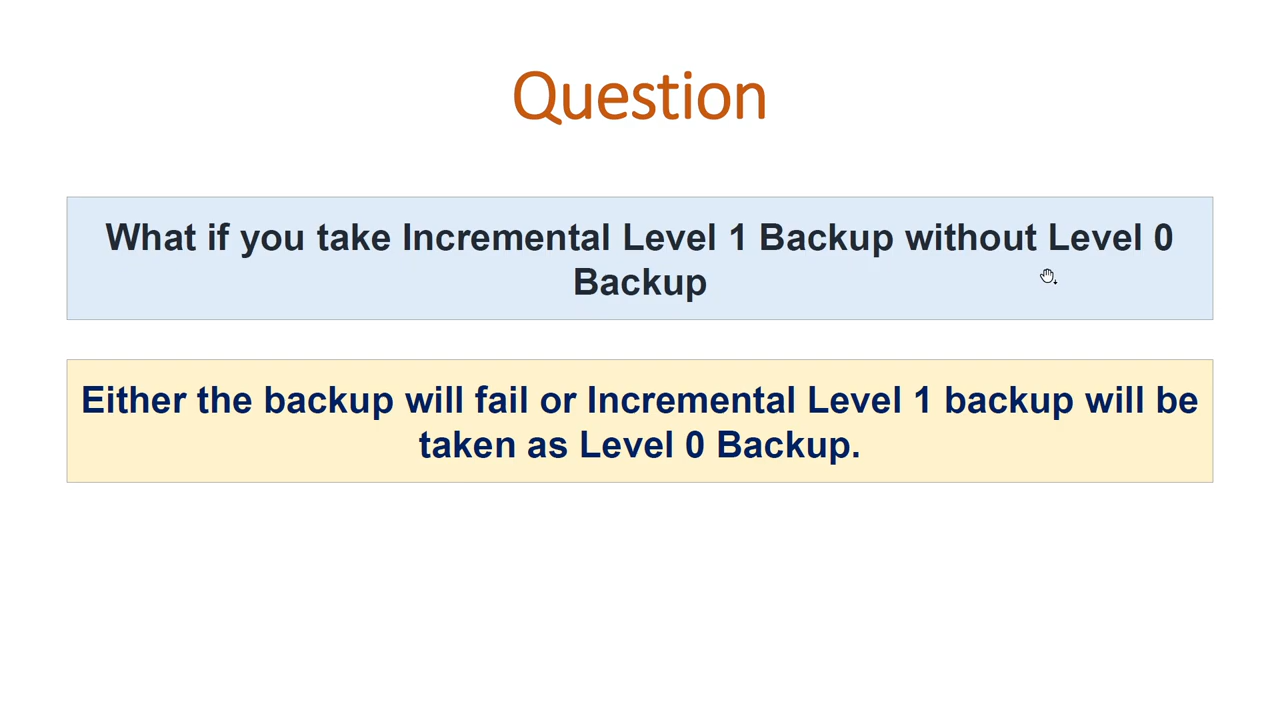 Question
What if you take Incremental Level 1 Backup without Level 0
Backup
Either the backup will fail or Incremental Level 1 backup will be
taken as Level 0 Backup.